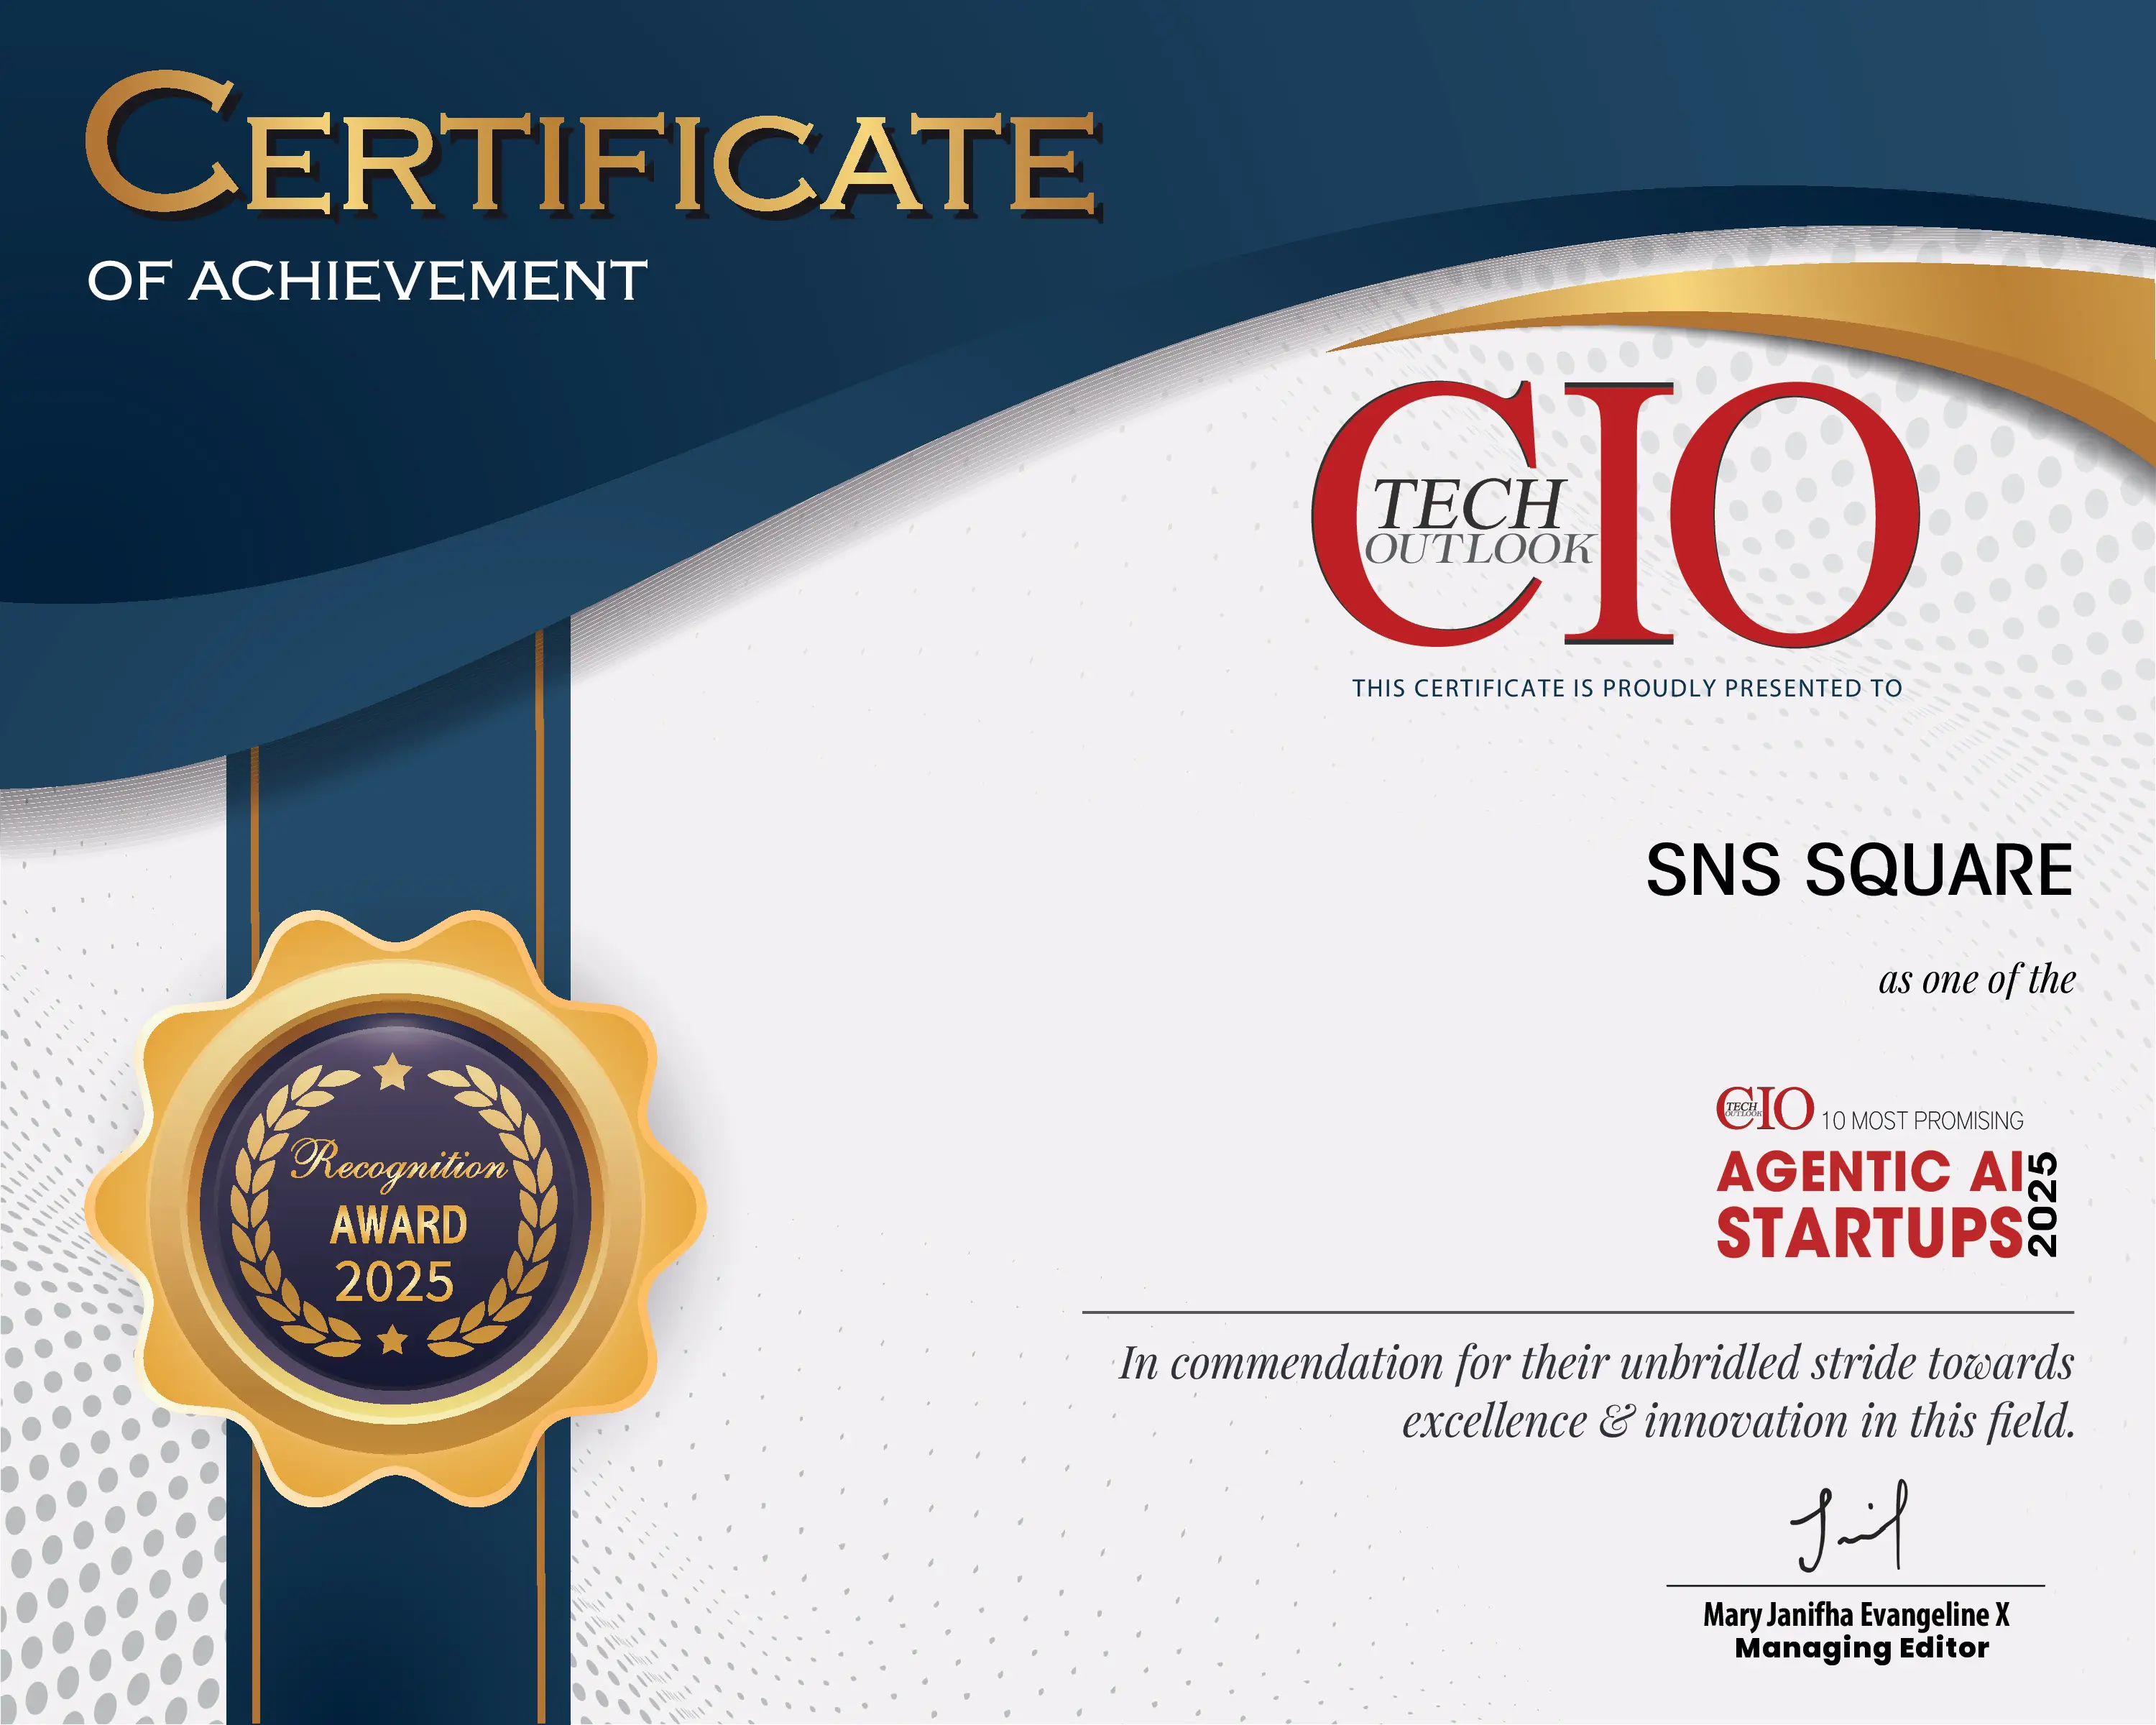 CERTIFICATE
OF ACHIEVEMENT
CIO
TECH
OUTLOOK
THIS CERTIFICATE IS PROUDLY PRESENTED TO
SNS SQUARE
as one of the
CIO TECH OUTLOOK 10 MOST PROMISING
AGENTIC AI
STARTUPS
2025
Recognition
AWARD
2025
In commendation for their unbridled stride towards
excellence & innovation in this field.
Mary Janifha Evangeline X
Managing Editor